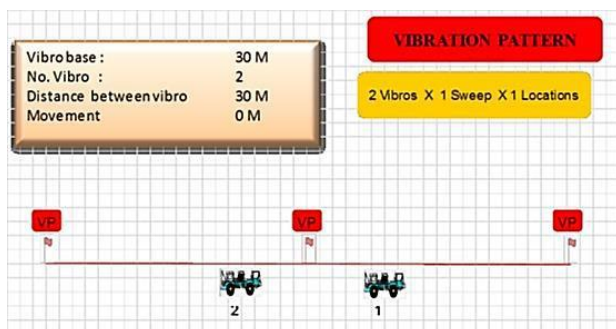 VIBRATION PATTERN
Vibrobase : 30 M
No. Vibro : 2
Distance between vibro 30 M
Movement 0 M
2 Vibros X 1 Sweep X 1 Locations
VP VP VP
2 1